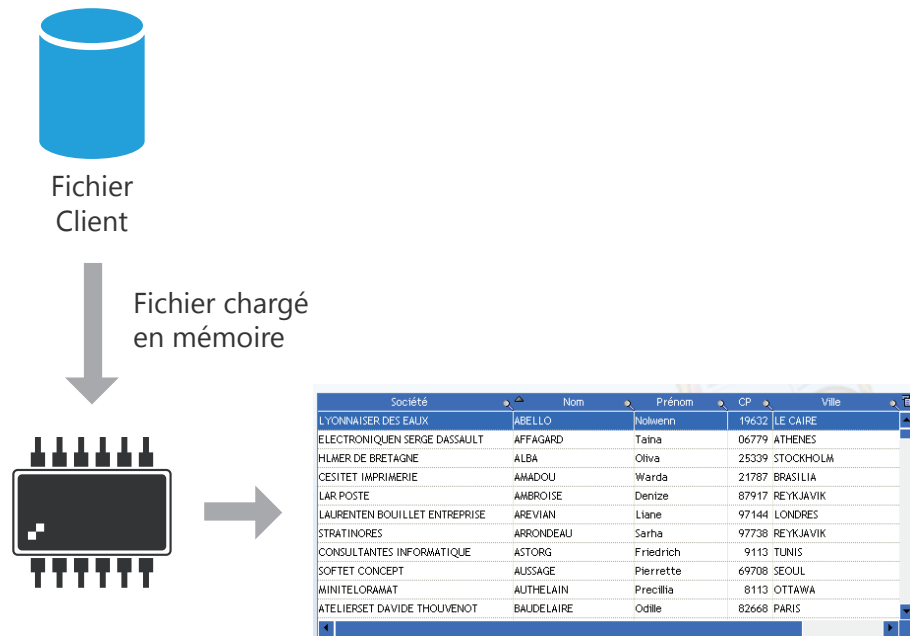 Fichier
Client
Fichier chargé
en mémoire
Société Nom Prénom CP Ville
LYONNAISER DES EAUX ABELLO Nolwenn 19632 LE CAIRE
ELECTRONIQUEN SERGE DASSAULT AFFAGARD Taina 06779 ATHENES
HLMER DE BRETAGNE ALBA Oliva 25339 STOCKHOLM
CESITET IMPRIMERIE AMADOU Warda 21787 BRASILIA
LAR POSTE AMBROISE Denize 87917 REYKJAVIK
LAURENTEN BOUILLET ENTREPRISE AREVIAN Liane 97144 LONDRES
STRATINORES ARRONDEAU Sarha 97738 REYKJAVIK
CONSULTANTES INFORMATIQUE ASTORG Friedrich 9113 TUNIS
SOFTET CONCEPT AUSSAGE Pierrette 69708 SEOUL
MINITELORAMAT AUTHELAIN Precillia 8113 OTTAWA
ATELIERSET DAVIDE THOUVENOT BAUDELAIRE Odille 82668 PARIS